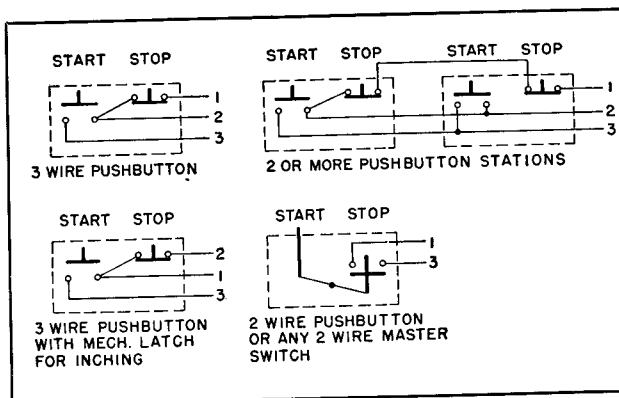 START STOP
1
2
3
3 WIRE PUSHBUTTON
START STOP START STOP
1
2
3
2 OR MORE PUSHBUTTON STATIONS
START STOP
2
1
3
3 WIRE PUSHBUTTON
WITH MECH. LATCH
FOR INCHING
START STOP
1
3
2 WIRE PUSHBUTTON
OR ANY 2 WIRE MASTER
SWITCH